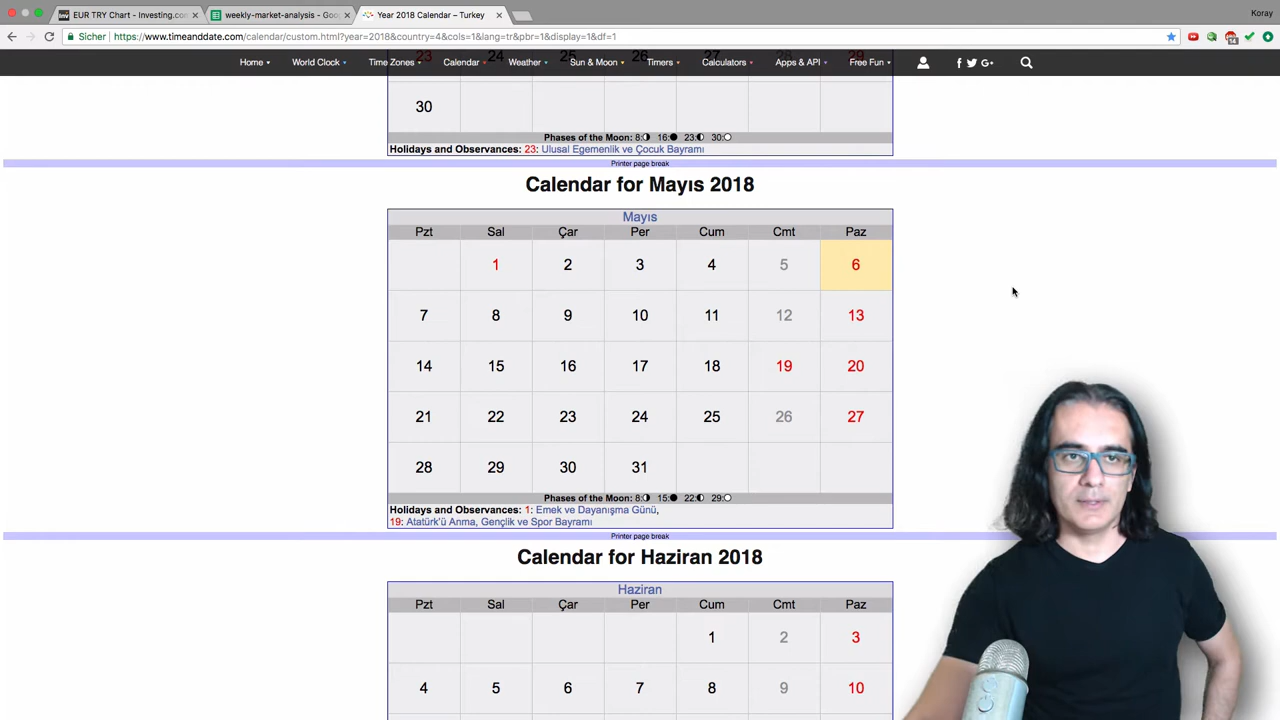 EUR TRY Chart - Investing.com
weekly-market-analysis - Goo
Year 2018 Calendar – Turkey
Koray
Sicher
https://www.timeanddate.com/calendar/custom.html?year=2018&country=4&cols=1&lang=tr&pbr=1&display=1&df=1
Home World Clock Time Zones Calendar Weather Sun & Moon Timers Calculators Apps & API Free Fun
23 24 25 26 27 28 29
30
Phases of the Moon: 8: 16: 23: 30:
Holidays and Observances: 23: Ulusal Egemenlik ve Çocuk Bayramı
Printer page break
Calendar for Mayıs 2018
Mayıs
Pzt Sal Çar Per Cum Cmt Paz
1 2 3 4 5 6
7 8 9 10 11 12 13
14 15 16 17 18 19 20
21 22 23 24 25 26 27
28 29 30 31
Phases of the Moon: 8: 15: 22: 29:
Holidays and Observances: 1: Emek ve Dayanışma Günü,
19: Atatürk'ü Anma, Gençlik ve Spor Bayramı
Printer page break
Calendar for Haziran 2018
Haziran
Pzt Sal Çar Per Cum Cmt Paz
1 2 3
4 5 6 7 8 9 10